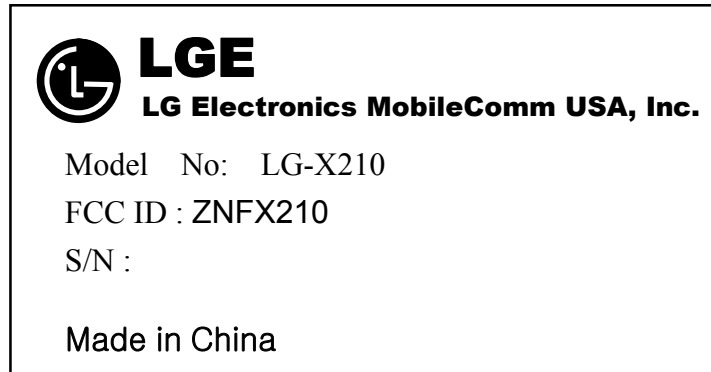 LGE
LG Electronics MobileComm USA, Inc.
Model No: LG-X210
FCC ID : ZNFX210
S/N :
Made in China